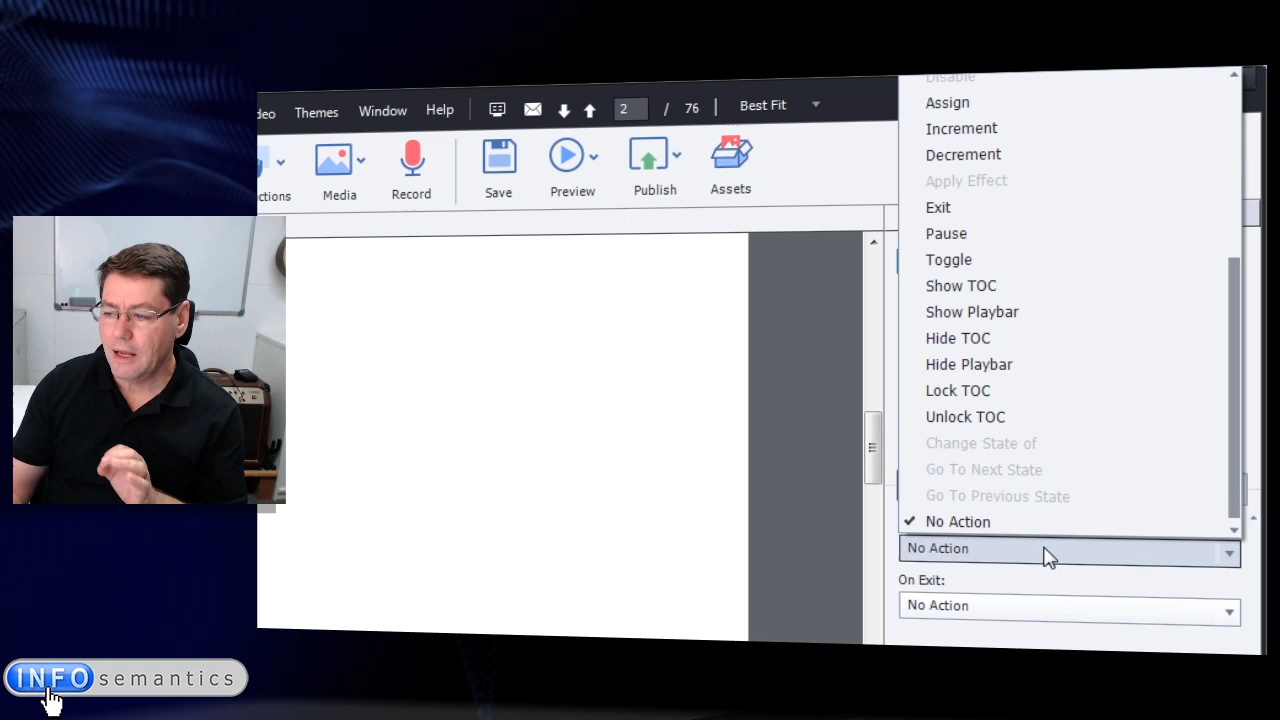 deo Themes Window Help 2 / 76 Best Fit
ctions Media Record Save Preview Publish Assets
Disable
Assign
Increment
Decrement
Apply Effect
Exit
Pause
Toggle
Show TOC
Show Playbar
Hide TOC
Hide Playbar
Lock TOC
Unlock TOC
Change State of
Go To Next State
Go To Previous State
No Action
No Action
On Exit:
No Action
INFOsemantics